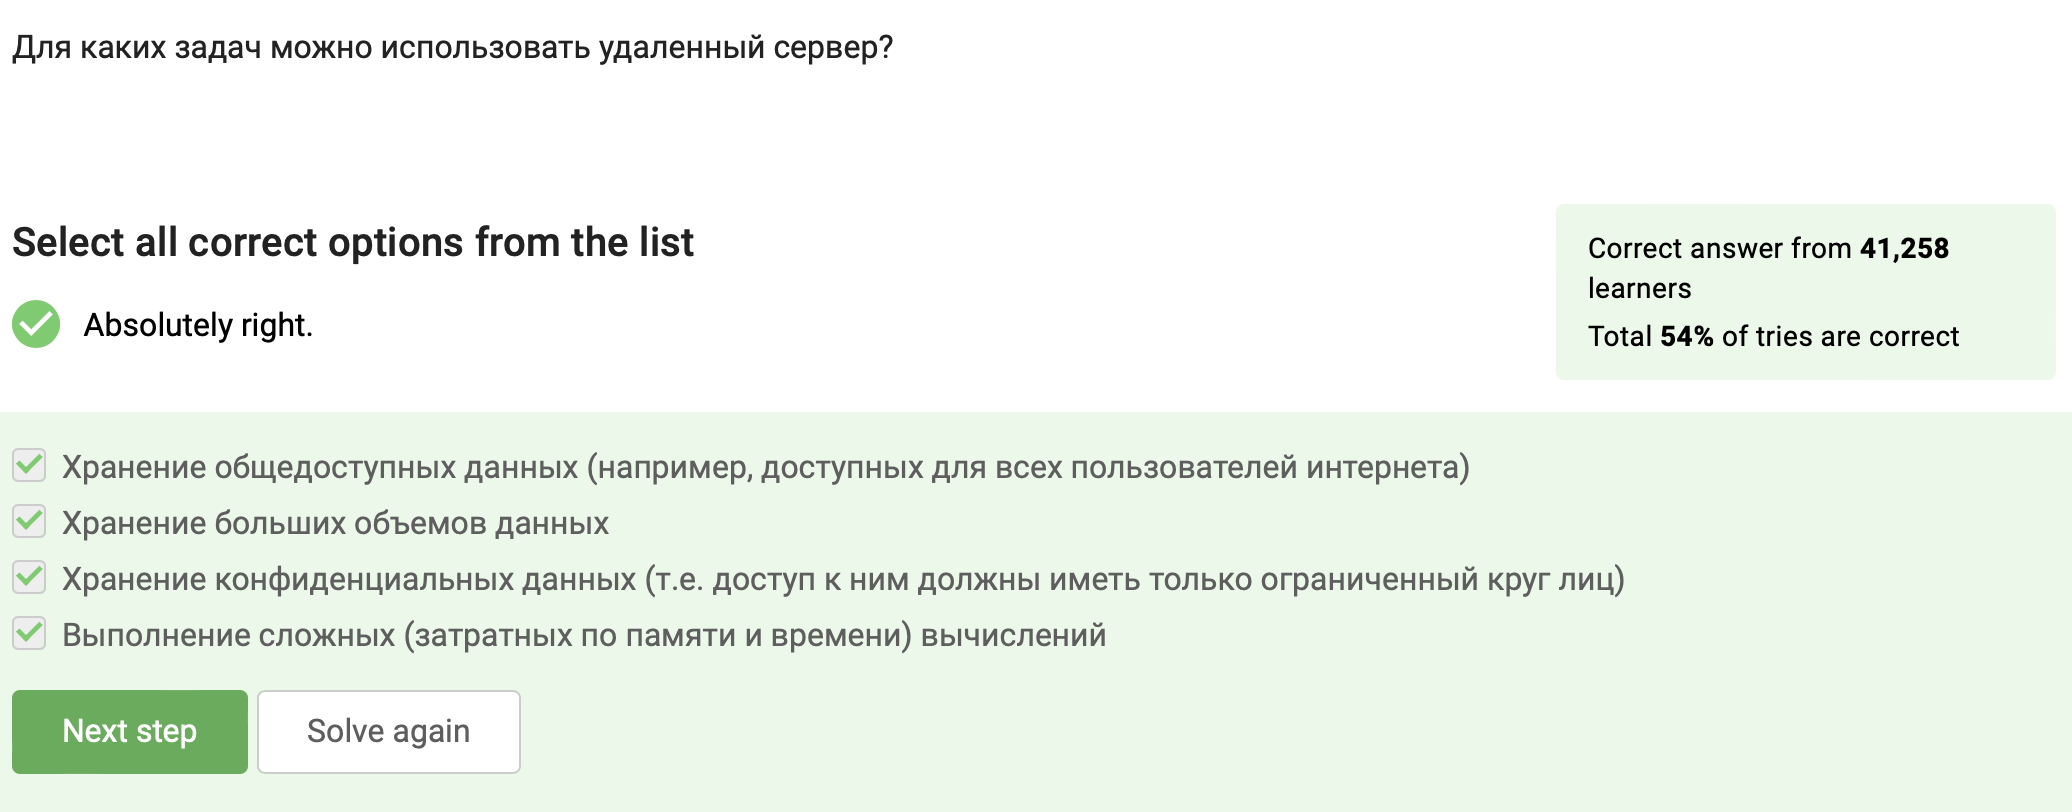 Для каких задач можно использовать удаленный сервер?
Select all correct options from the list
Absolutely right.
Correct answer from 41,258
learners
Total 54% of tries are correct
Хранение общедоступных данных (например, доступных для всех пользователей интернета)
Хранение больших объемов данных
Хранение конфиденциальных данных (т.е. доступ к ним должны иметь только ограниченный круг лиц)
Выполнение сложных (затратных по памяти и времени) вычислений
Next step
Solve again